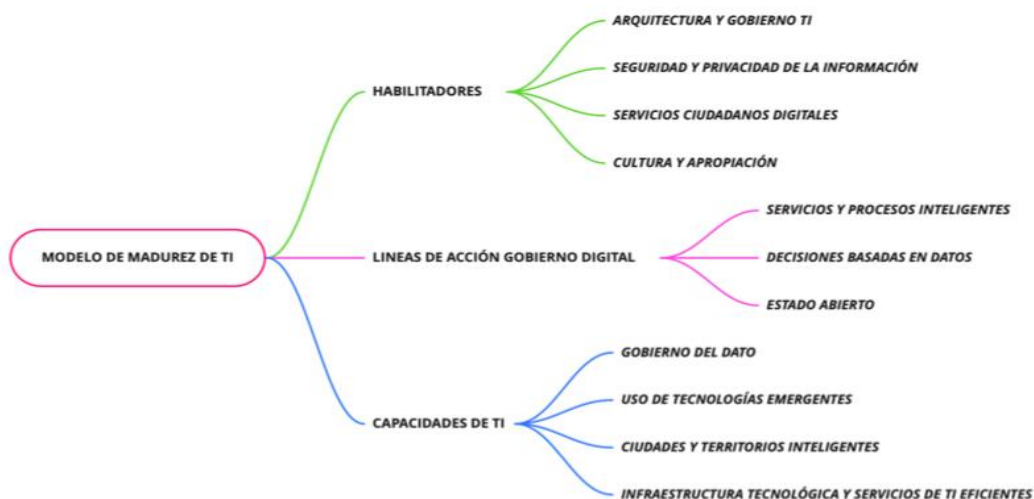 MODELO DE MADUREZ DE TI
HABILITADORES
ARQUITECTURA Y GOBIERNO TI
SEGURIDAD Y PRIVACIDAD DE LA INFORMACIÓN
SERVICIOS CIUDADANOS DIGITALES
CULTURA Y APROPIACIÓN
LINEAS DE ACCIÓN GOBIERNO DIGITAL
SERVICIOS Y PROCESOS INTELIGENTES
DECISIONES BASADAS EN DATOS
ESTADO ABIERTO
CAPACIDADES DE TI
GOBIERNO DEL DATO
USO DE TECNOLOGÍAS EMERGENTES
CIUDADES Y TERRITORIOS INTELIGENTES
INFRAESTRUCTURA TECNOLÓGICA Y SERVICIOS DE TI EFICIENTES